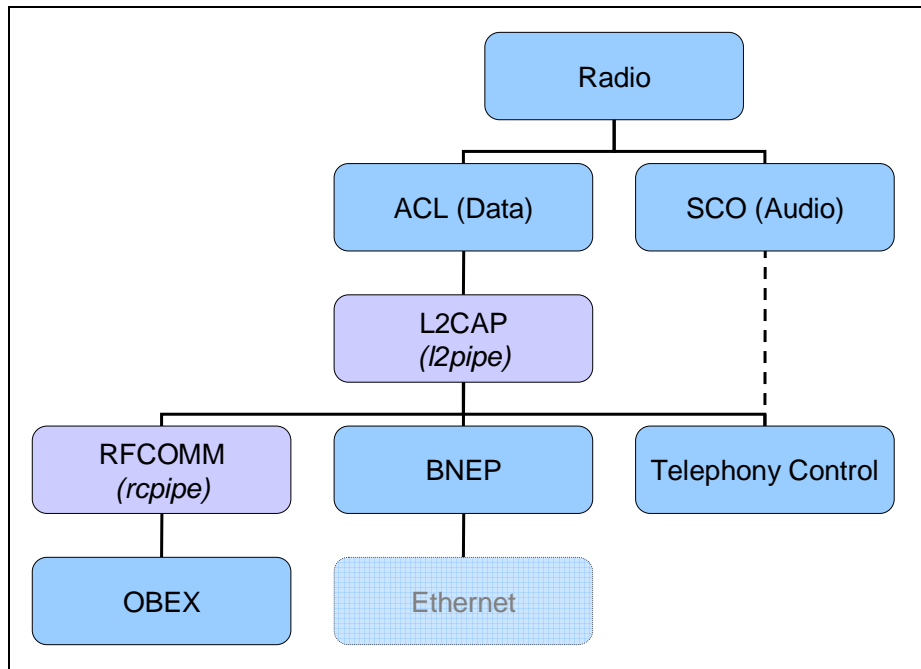 Radio
ACL (Data)
SCO (Audio)
L2CAP
(l2pipe)
RFCOMM
(rcpipe)
BNEP
Telephony Control
OBEX
Ethernet